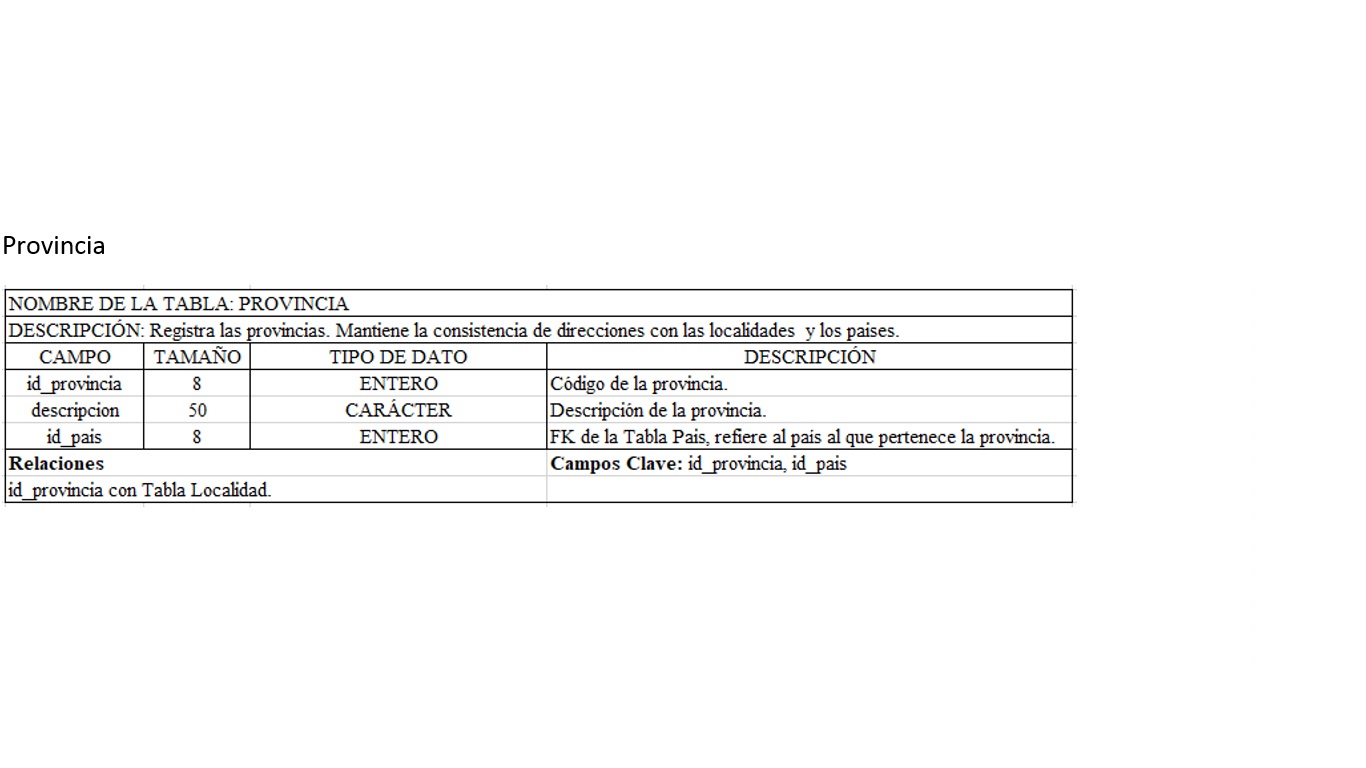 Provincia
NOMBRE DE LA TABLA: PROVINCIA
DESCRIPCIÓN: Registra las provincias. Mantiene la consistencia de direcciones con las localidades y los paises.
CAMPO TAMAÑO TIPO DE DATO DESCRIPCIÓN
id_provincia 8 ENTERO Código de la provincia.
descripcion 50 CARÁCTER Descripción de la provincia.
id_pais 8 ENTERO FK de la Tabla Pais, refiere al pais al que pertenece la provincia.
Relaciones Campos Clave: id_provincia, id_pais
id_provincia con Tabla Localidad.